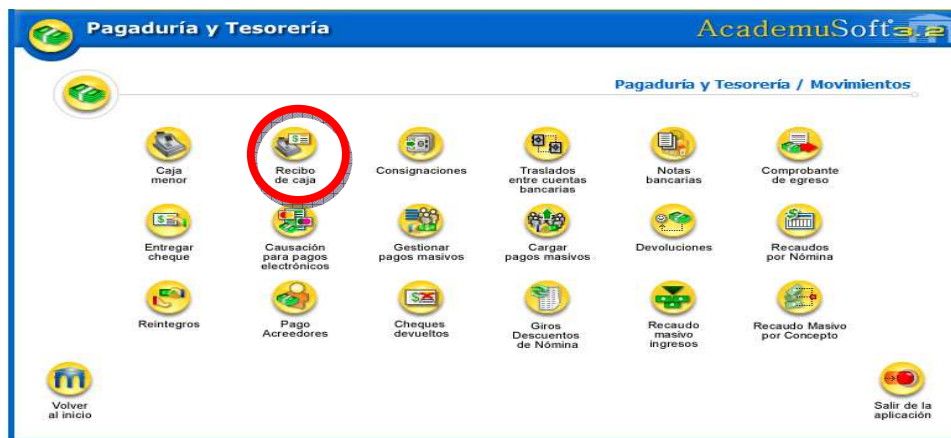 Pagaduría y Tesorería
AcademuSoft 3.2
Pagaduría y Tesorería / Movimientos
Caja
menor
Recibo
de caja
Consignaciones
Traslados
entre cuentas
bancarias
Notas
bancarias
Comprobante
de egreso
Entregar
cheque
Causación
para pagos
electrónicos
Gestionar
pagos masivos
Cargar
pagos masivos
Devoluciones
Recaudos
por Nómina
Reintegros
Pago
Acreedores
Cheques
devueltos
Giros
Descuentos
de Nómina
Recaudo
masivo
ingresos
Recaudo Masivo
por Concepto
Volver
al inicio
Salir de la
aplicación